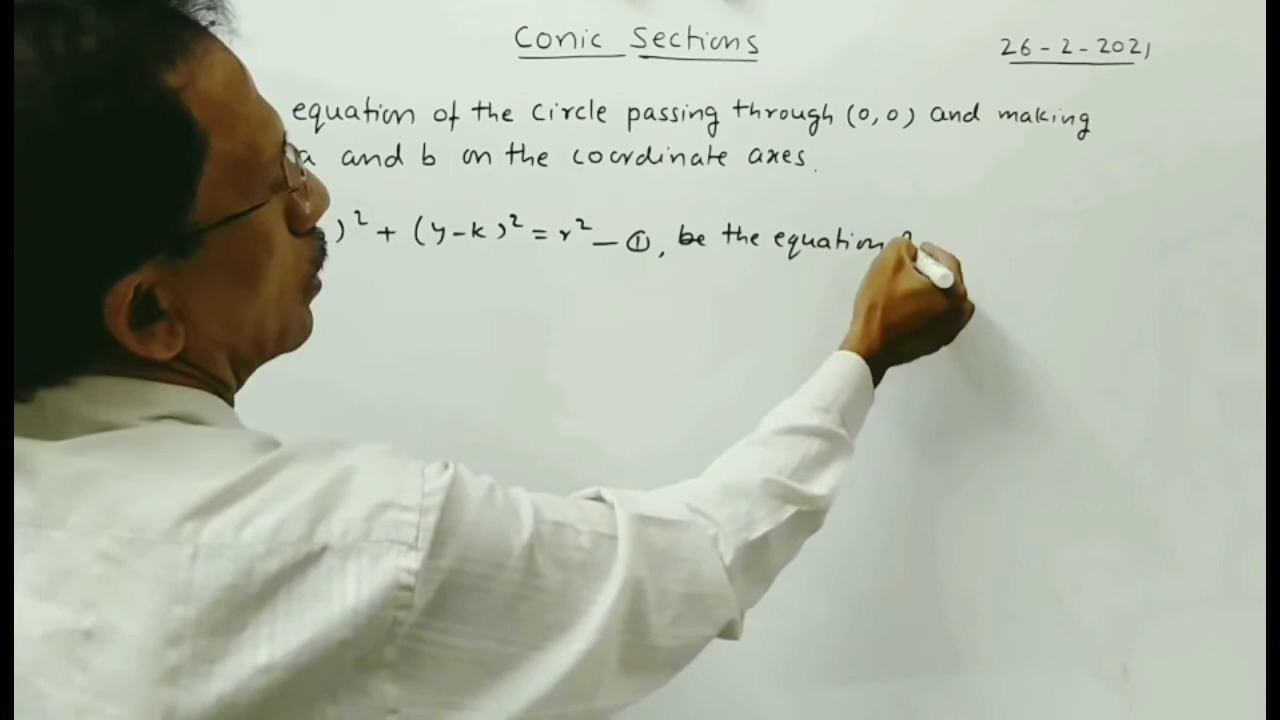 Conic Sections
26-2-2021
equation of the circle passing through (0,0) and making
a and b on the coordinate axes.
)² + (y-k)² = r² — ①, be the equation